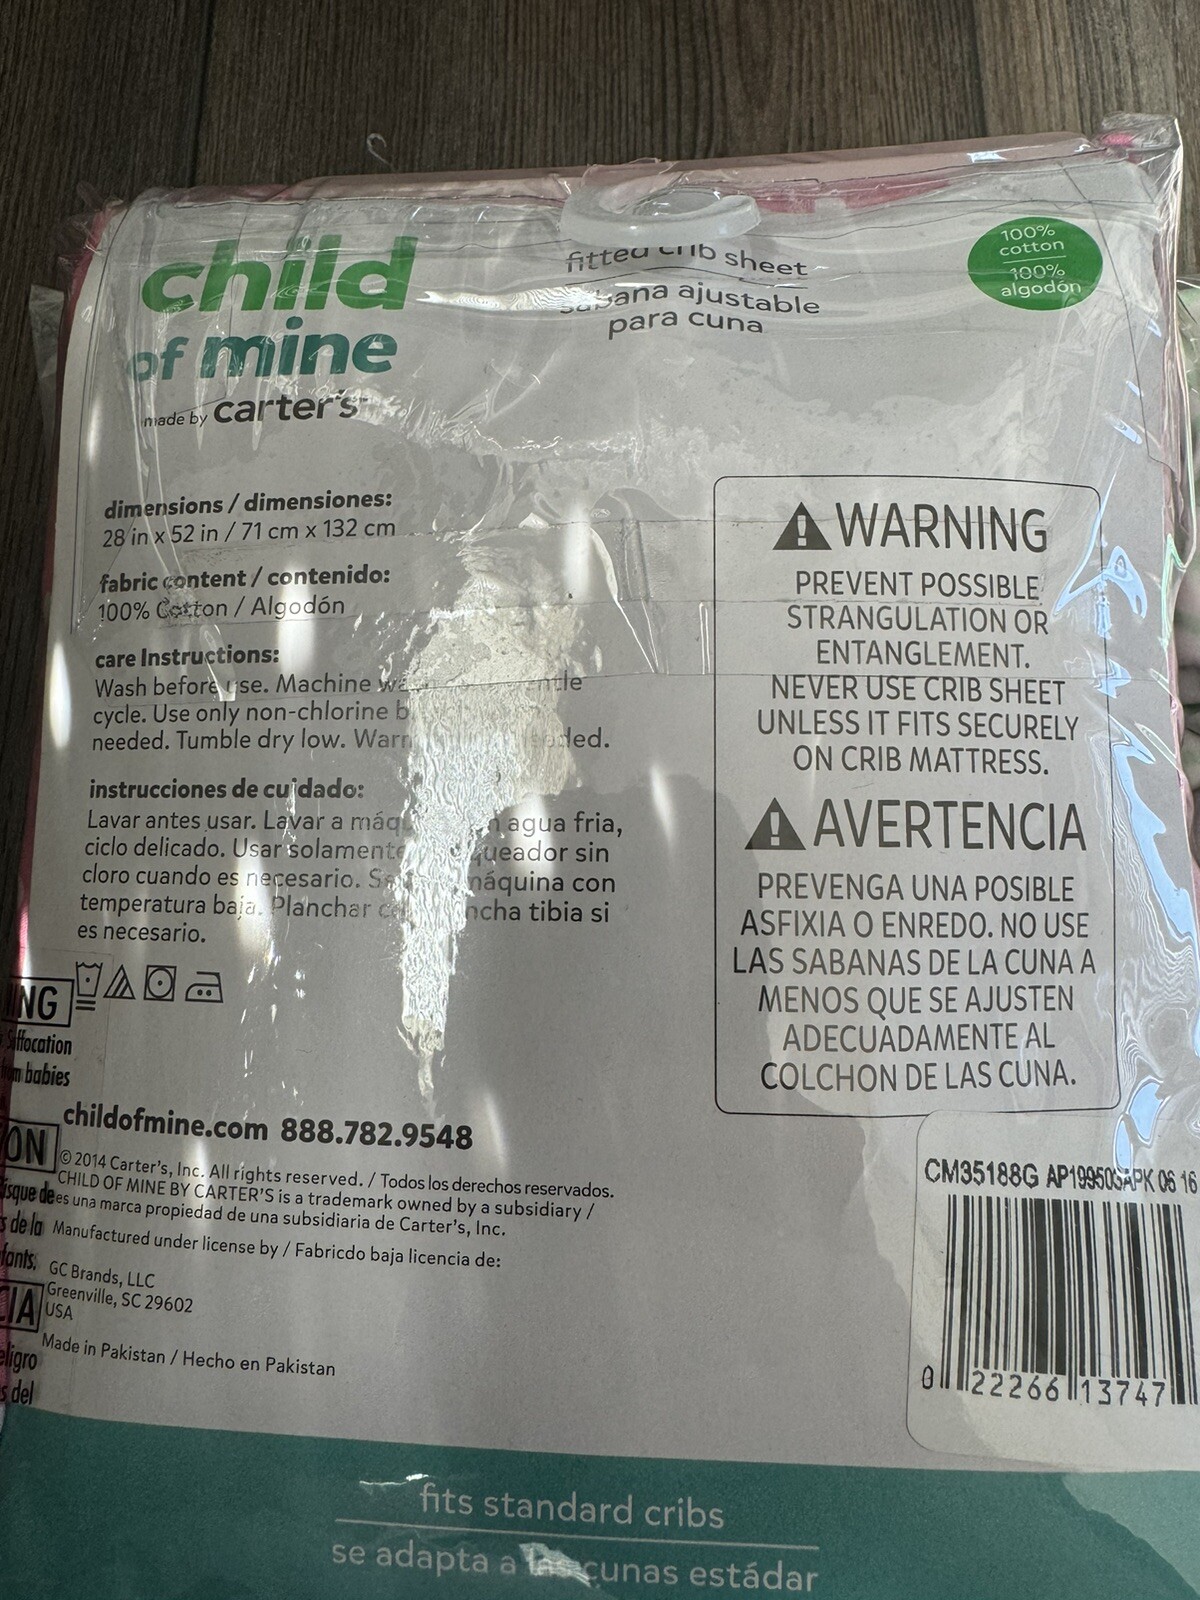 child
of mine
made by carter's™
fitted crib sheet
sabana ajustable
para cuna
100%
cotton
100%
algodón
dimensions / dimensiones:
28 in x 52 in / 71 cm x 132 cm
fabric content / contenido:
100% Cotton / Algodón
care Instructions:
Wash before use. Machine
cycle. Use only non-chlorine
needed. Tumble dry low. Warm needed.
instrucciones de cuidado:
Lavar antes usar. Lavar a agua fria,
ciclo delicado. Usar solamente sin
cloro cuando es necesario. máquina con
temperatura baja. Planchar tibia si
es necesario.
WARNING
PREVENT POSSIBLE
STRANGULATION OR
ENTANGLEMENT.
NEVER USE CRIB SHEET
UNLESS IT FITS SECURELY
ON CRIB MATTRESS.
AVERTENCIA
PREVENGA UNA POSIBLE
ASFIXIA O ENREDO. NO USE
LAS SABANAS DE LA CUNA A
MENOS QUE SE AJUSTEN
ADECUADAMENTE AL
COLCHON DE LAS CUNA.
ING
Suffocation
babies
ON
de la
CIA
s del
childofmine.com 888.782.9548
© 2014 Carter's, Inc. All rights reserved. / Todos los derechos reservados.
CHILD OF MINE BY CARTER'S is a trademark owned by a subsidiary /
es una marca propiedad de una subsidiaria de Carter's, Inc.
Manufactured under license by / Fabricdo baja licencia de:
GC Brands, LLC
Greenville, SC 29602
USA
Made in Pakistan / Hecho en Pakistan
CM35188G 06 16
0 22266 13747
fits standard cribs
se adapta a las cunas estádar